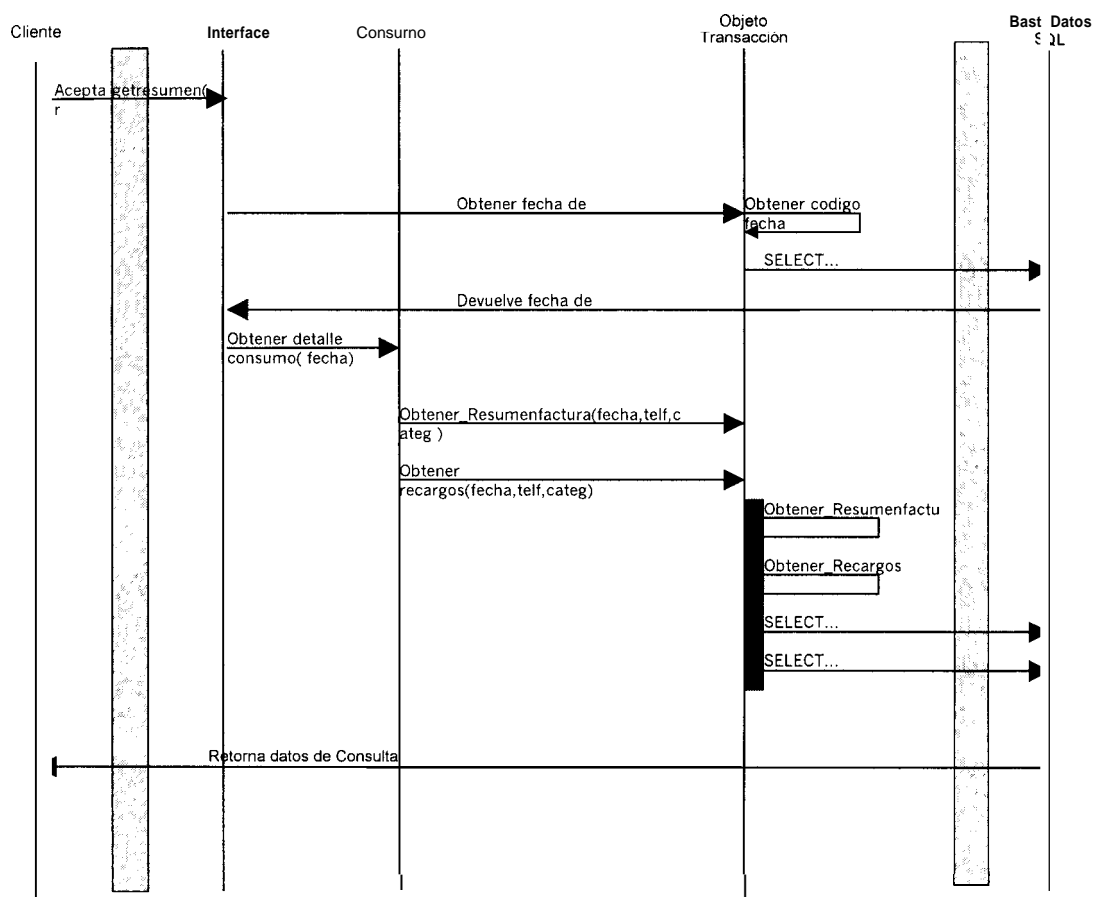 Cliente
Interface
Consurno
Objeto
Transacción
Bast Datos
SQL
Acepta getresumen(
r
Obtener fecha de
Obtener codigo
fecha
SELECT...
Devuelve fecha de
Obtener detalle
consumo( fecha)
Obtener_Resumenfactura(fecha,telf,c
ateg )
Obtener
recargos(fecha,telf,categ)
Obtener_Resumenfactu
Obtener_Recargos
SELECT...
SELECT...
Retorna datos de Consulta